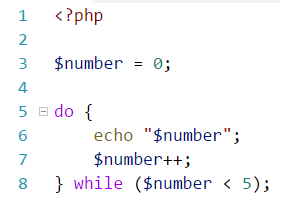 1 <?php
2
3 $number = 0;
4
5 do {
6     echo "$number";
7     $number++;
8 } while ($number < 5);